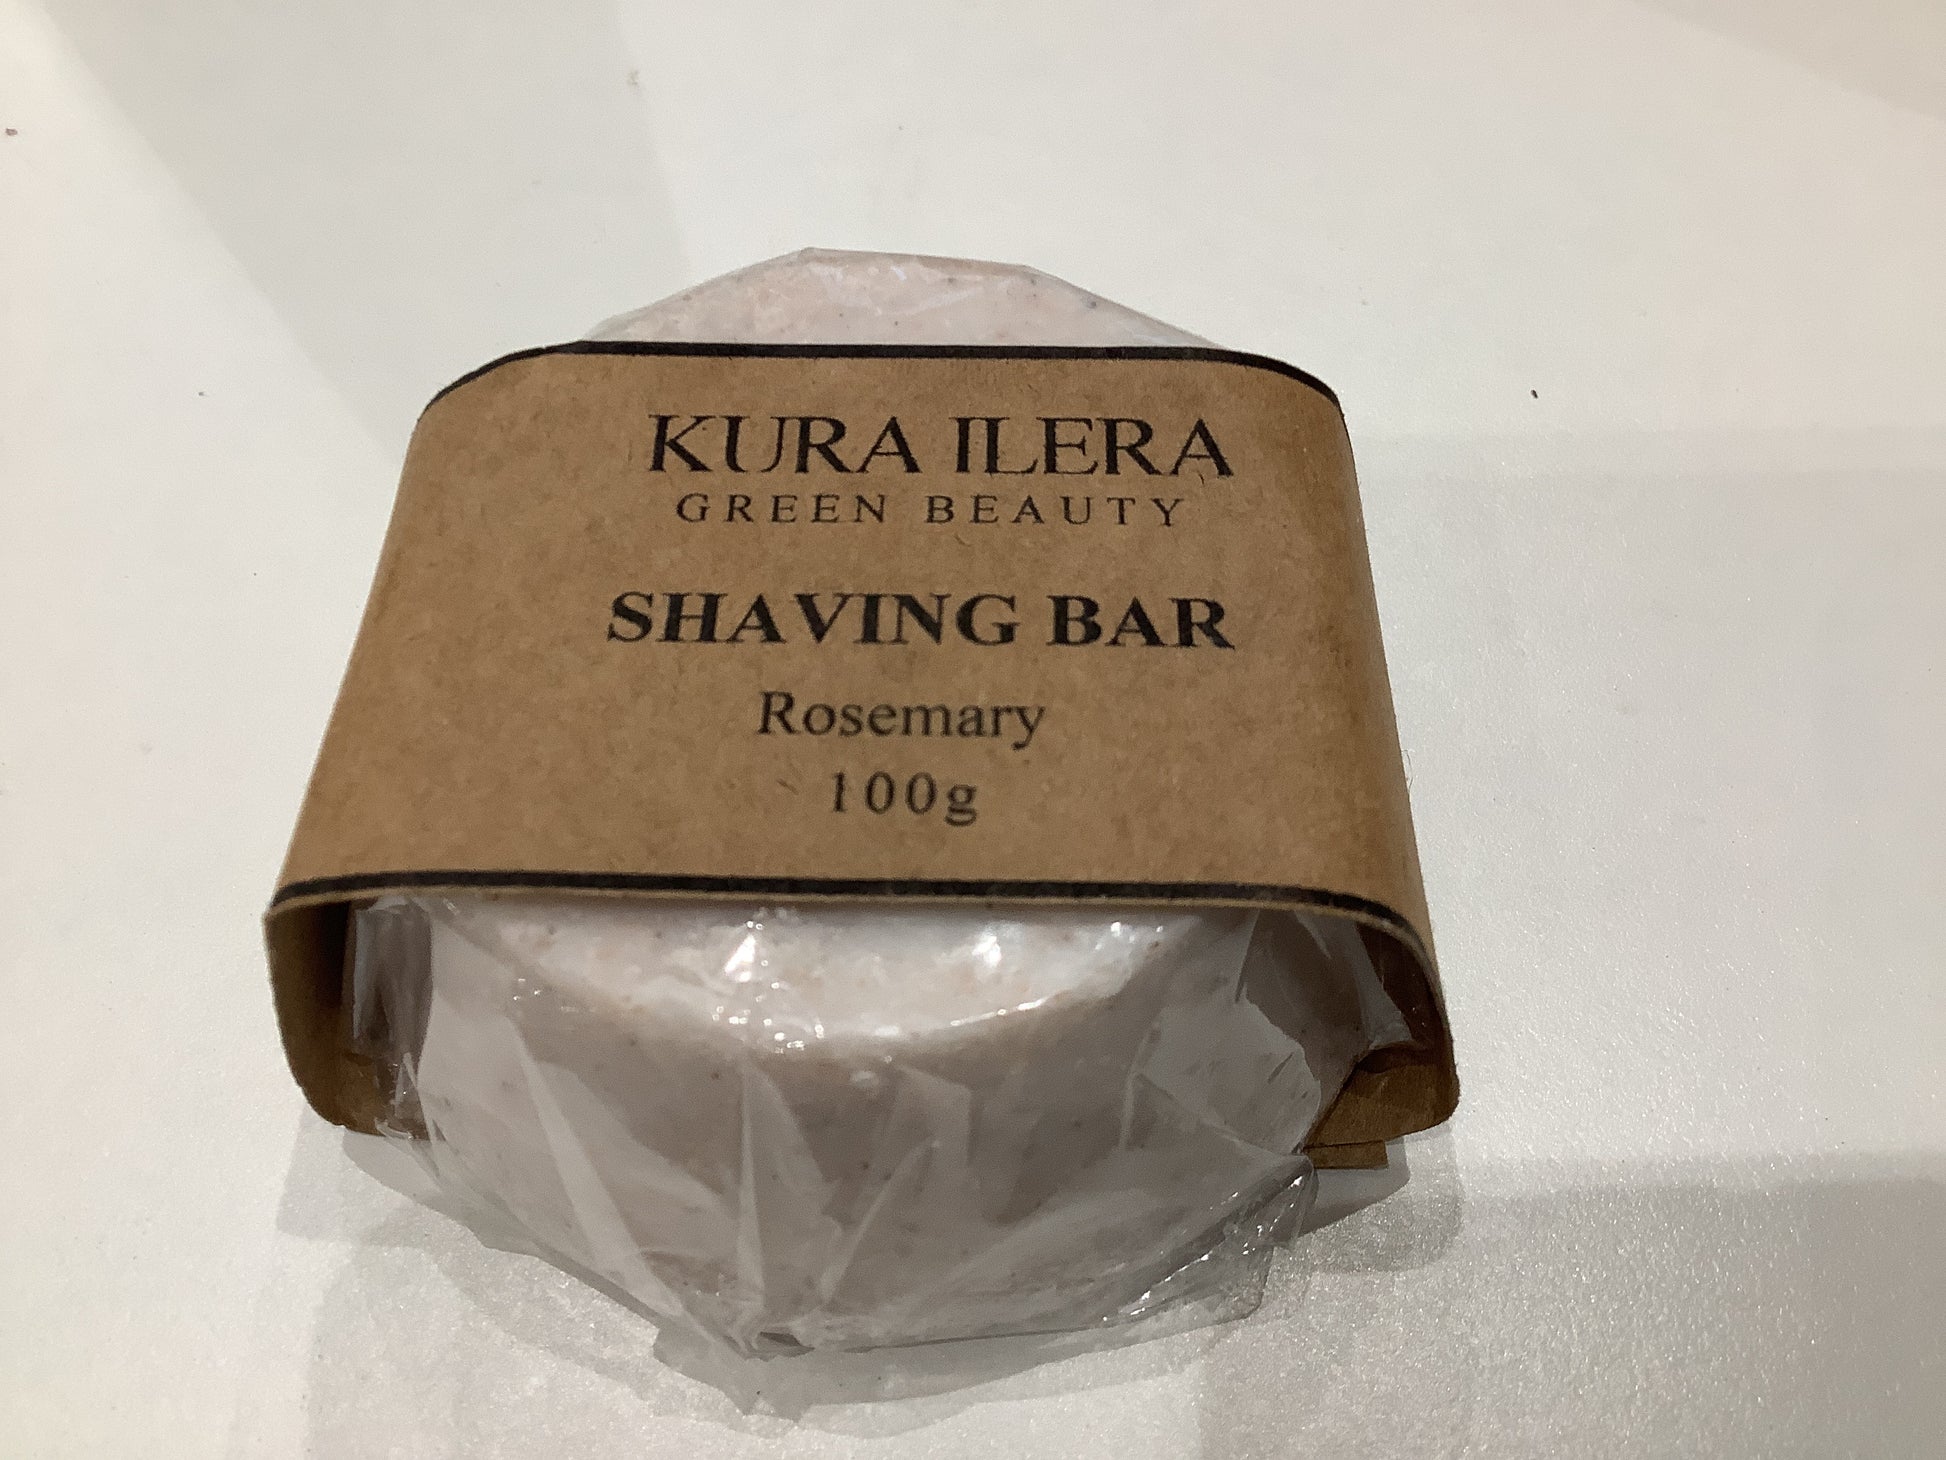 KURA ILERA
GREEN BEAUTY
SHAVING BAR
Rosemary
100g